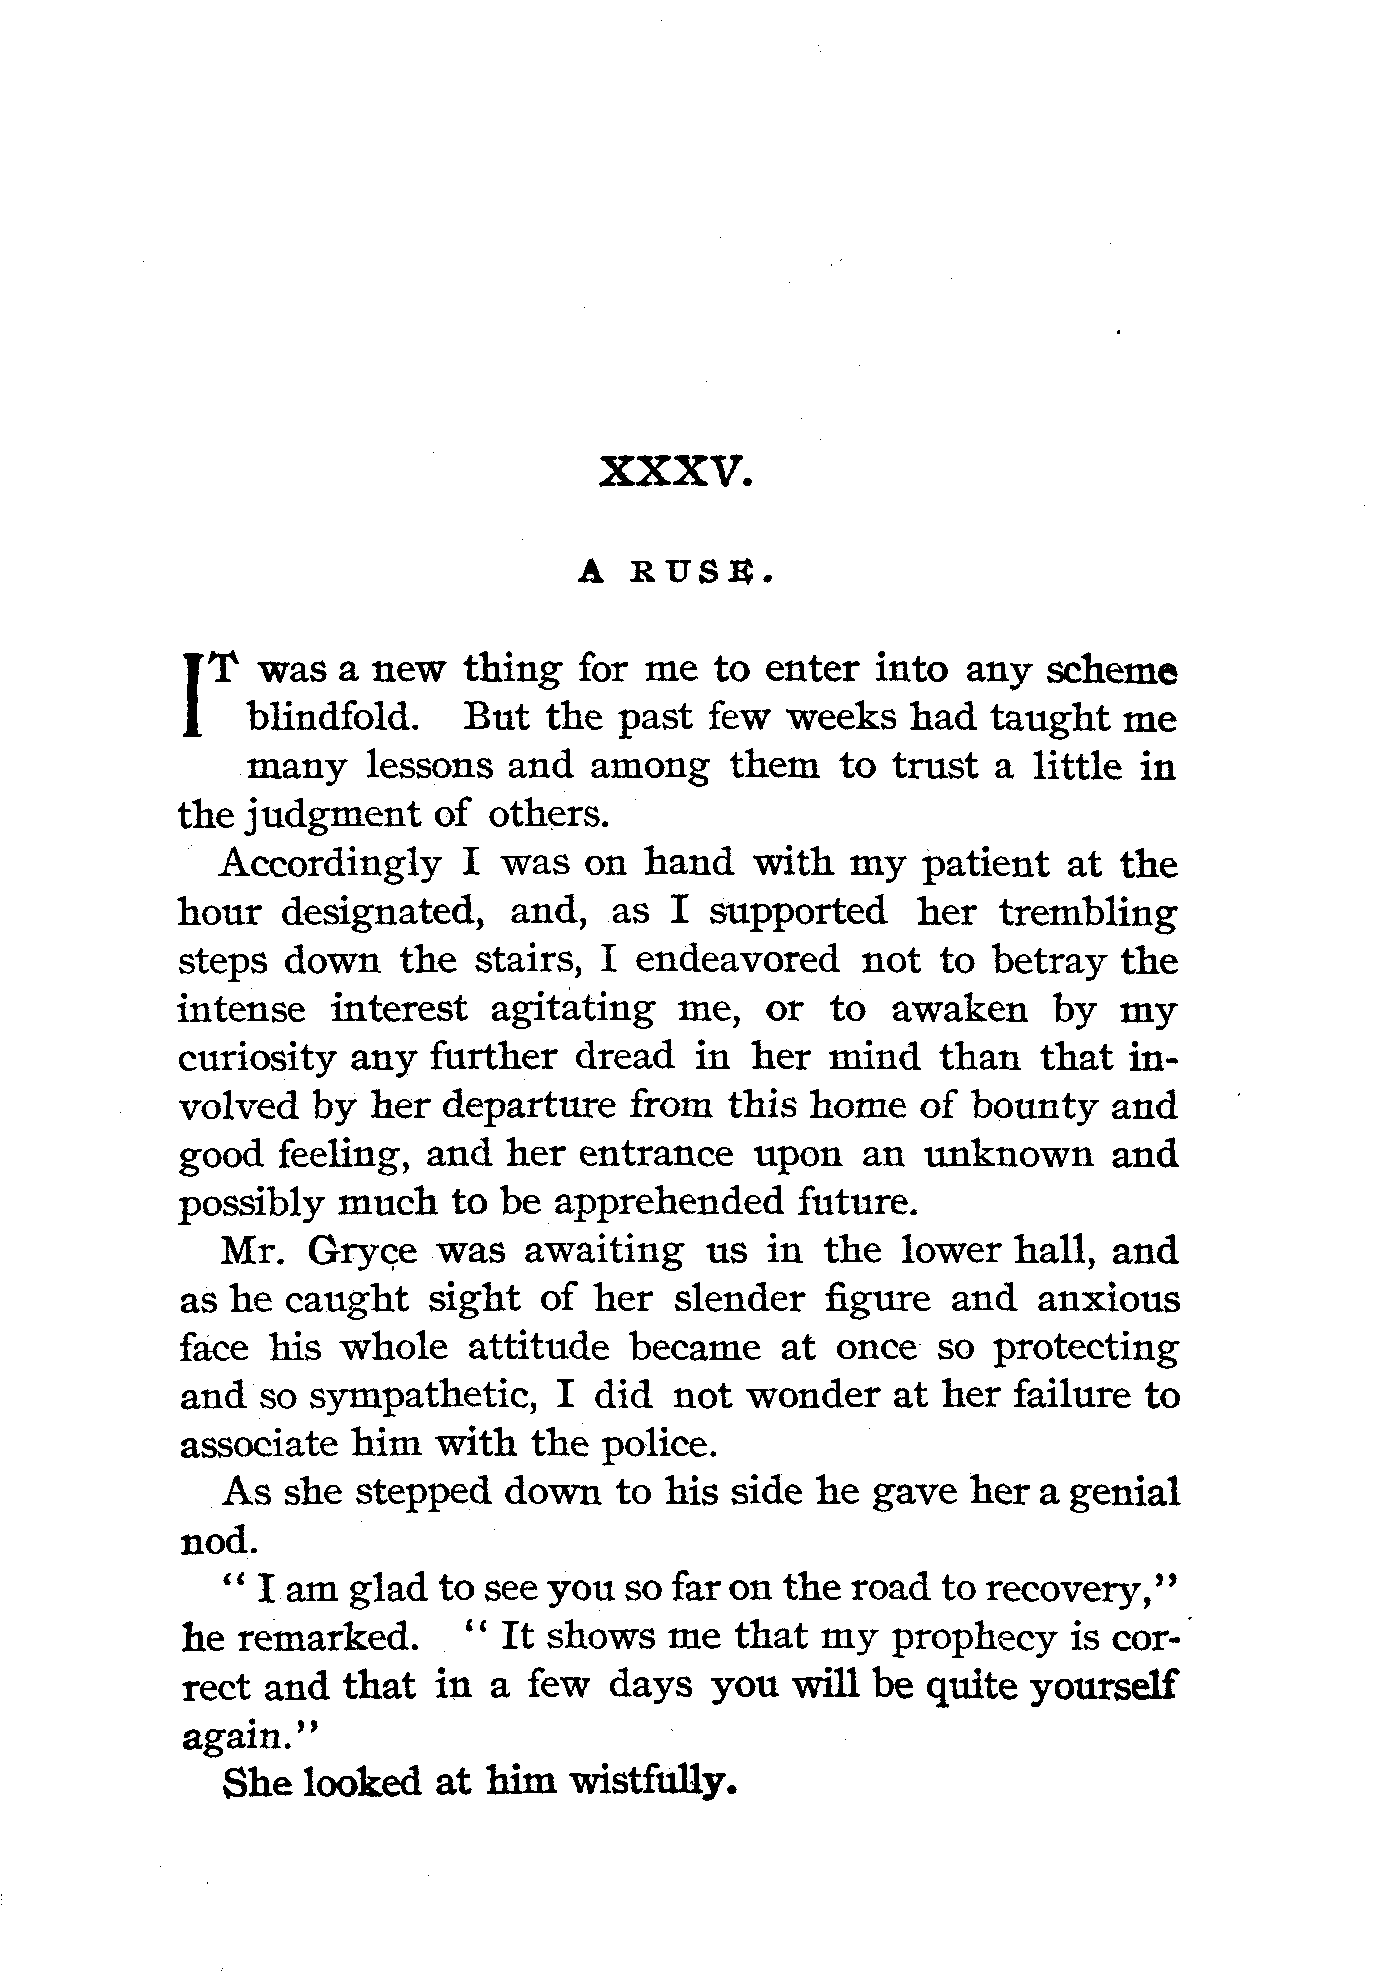 XXXV.
A RUSE.
IT was a new thing for me to enter into any scheme
blindfold. But the past few weeks had taught me
many lessons and among them to trust a little in
the judgment of others.
Accordingly I was on hand with my patient at the
hour designated, and, as I supported her trembling
steps down the stairs, I endeavored not to betray the
intense interest agitating me, or to awaken by my
curiosity any further dread in her mind than that in-
volved by her departure from this home of bounty and
good feeling, and her entrance upon an unknown and
possibly much to be apprehended future.
Mr. Gryce was awaiting us in the lower hall, and
as he caught sight of her slender figure and anxious
face his whole attitude became at once so protecting
and so sympathetic, I did not wonder at her failure to
associate him with the police.
As she stepped down to his side he gave her a genial
nod.
“ I am glad to see you so far on the road to recovery,”
he remarked. “ It shows me that my prophecy is cor-
rect and that in a few days you will be quite yourself
again.”
She looked at him wistfully.